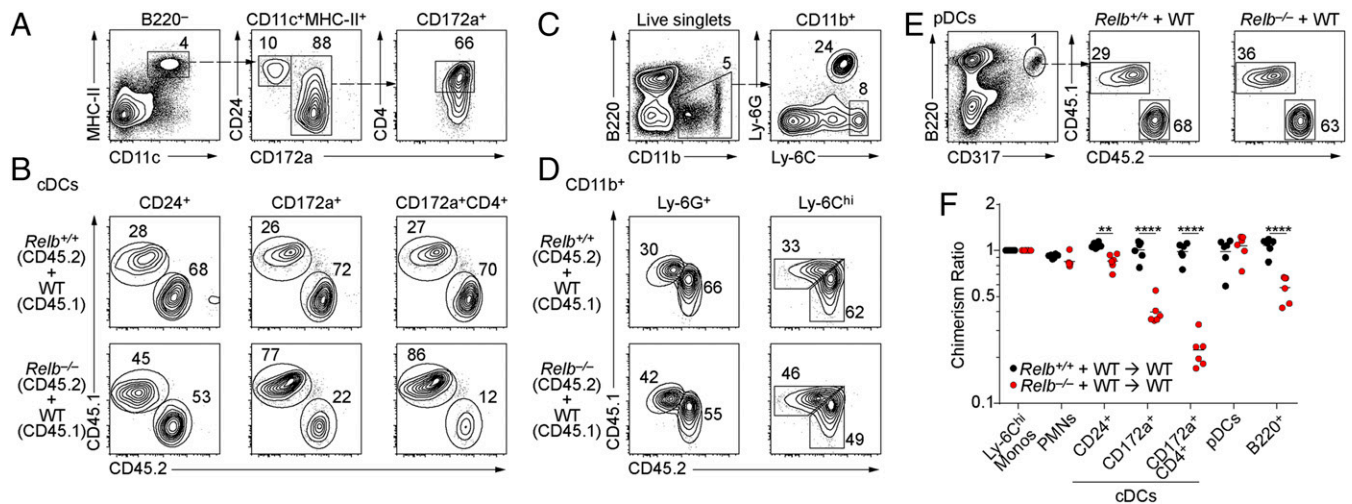 A
B220⁻
CD11c⁺MHC-II⁺
CD172a⁺
4
10
88
66
MHC-II
CD24
CD4
CD11c
CD172a
B
cDCs
CD24⁺
CD172a⁺
CD172a⁺CD4⁺
Relb⁺/⁺
(CD45.2)
+
WT
(CD45.1)
28
68
26
72
27
70
Relb⁻/⁻
(CD45.2)
+
WT
(CD45.1)
45
53
77
22
86
12
CD45.1
CD45.2
C
Live singlets
CD11b⁺
5
24
8
B220
Ly-6G
CD11b
Ly-6C
D
CD11b⁺
Ly-6G⁺
Ly-6Cʰⁱ
Relb⁺/⁺
(CD45.2)
+
WT
(CD45.1)
30
66
33
62
Relb⁻/⁻
(CD45.2)
+
WT
(CD45.1)
42
55
46
49
CD45.1
CD45.2
E
pDCs
Relb⁺/⁺ + WT
Relb⁻/⁻ + WT
1
29
68
36
63
B220
CD45.1
CD317
CD45.2
F
Chimerism Ratio
2
1
0.5
0.1
**
****
****
****
Relb⁺/⁺ + WT → WT
Relb⁻/⁻ + WT → WT
Ly-6Cʰⁱ
Monos
PMNs
CD24⁺
CD172a⁺
CD172a⁺
CD4⁺
pDCs
B220⁺
cDCs